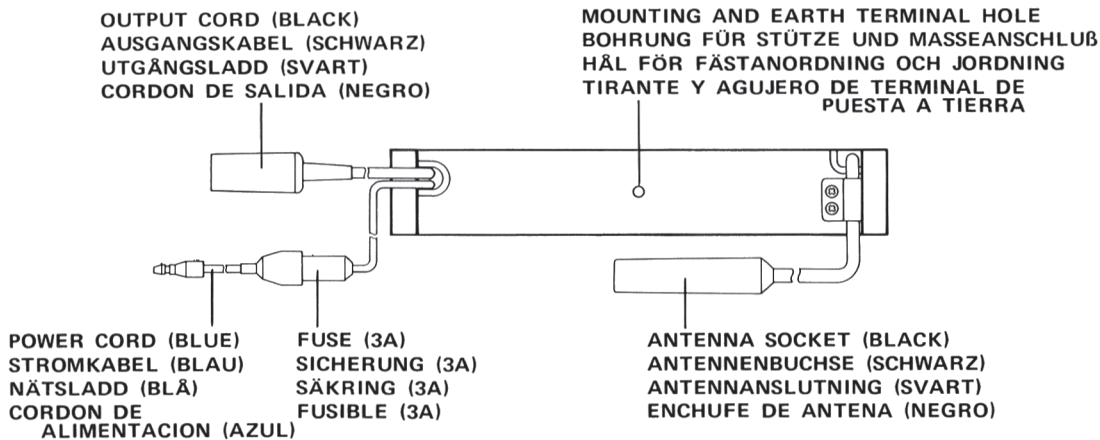 OUTPUT CORD (BLACK)
AUSGANGSKABEL (SCHWARZ)
UTGÅNGSLADD (SVART)
CORDON DE SALIDA (NEGRO)
MOUNTING AND EARTH TERMINAL HOLE
BOHRUNG FÜR STÜTZE UND MASSEANSCHLUß
HÅL FÖR FÄSTANORDNING OCH JORDNING
TIRANTE Y AGUJERO DE TERMINAL DE
PUESTA A TIERRA
POWER CORD (BLUE)
STROMKABEL (BLAU)
NÄTSLADD (BLÅ)
CORDON DE
ALIMENTACION (AZUL)
FUSE (3A)
SICHERUNG (3A)
SÄKRING (3A)
FUSIBLE (3A)
ANTENNA SOCKET (BLACK)
ANTENNENBUCHSE (SCHWARZ)
ANTENNANSLUTNING (SVART)
ENCHUFE DE ANTENA (NEGRO)